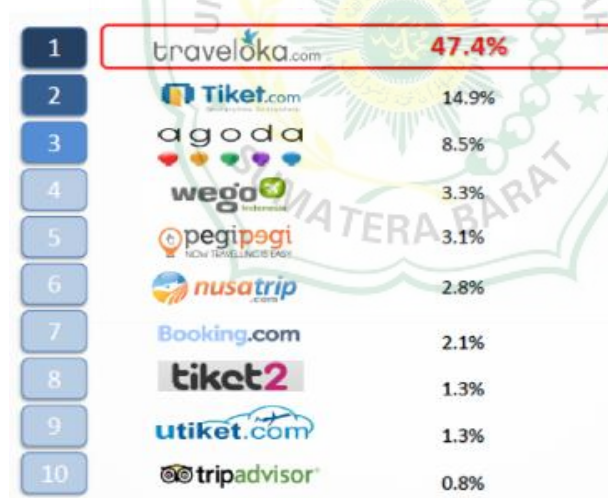 1 traveloka.com 47.4%
2 Tiket.com 14.9%
3 agoda 8.5%
4 wego 3.3%
Indonesia
5 pegipegi 3.1%
NOW TRAVELLING IS EASY
6 nusatrip 2.8%
.com
7 Booking.com 2.1%
8 tiket2 1.3%
9 utiket.com 1.3%
10 tripadvisor 0.8%
SUMATERA BARAT